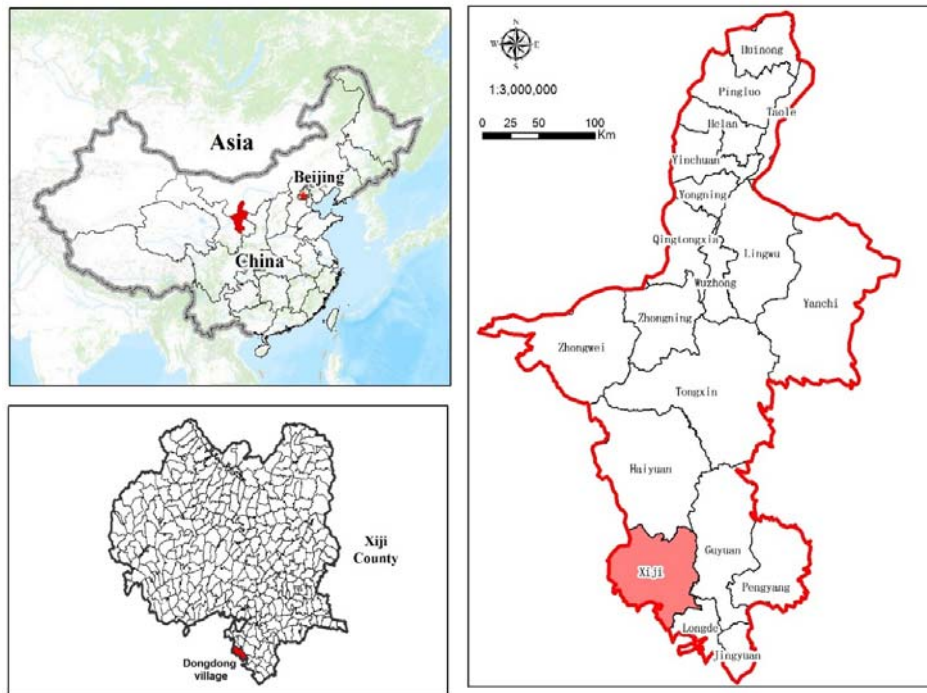 Asia
Beijing
China
Xiji
County
Dongdong
village
N
W E
S
1:3,000,000
0 25 50 100
Km
Huinong
Pingluo
Taole
Helan
Yinchuan
Yongning
Qingtongxia
Lingwu
Wuzhong
Yanchi
Zhongning
Zhongwei
Tongxin
Haiyuan
Guyuan
Xiji
Pengyang
Longde
Jingyuan